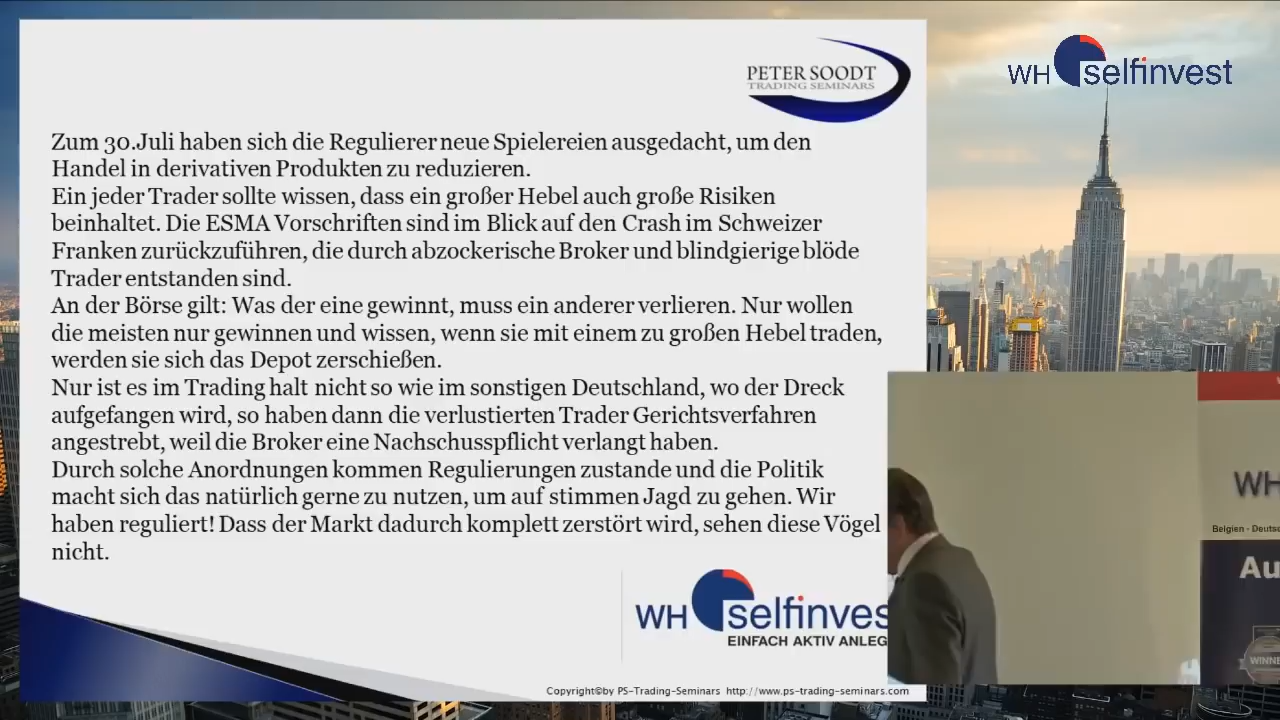 WH selfinvest
PETER SOODT
TRADING SEMINARS
Zum 30.Juli haben sich die Regulierer neue Spielereien ausgedacht, um den
Handel in derivativen Produkten zu reduzieren.
Ein jeder Trader sollte wissen, dass ein großer Hebel auch große Risiken
beinhaltet. Die ESMA Vorschriften sind im Blick auf den Crash im Schweizer
Franken zurückzuführen, die durch abzockerische Broker und blindgierige blöde
Trader entstanden sind.
An der Börse gilt: Was der eine gewinnt, muss ein anderer verlieren. Nur wollen
die meisten nur gewinnen und wissen, wenn sie mit einem zu großen Hebel traden,
werden sie sich das Depot zerschießen.
Nur ist es im Trading halt nicht so wie im sonstigen Deutschland, wo der Dreck
aufgefangen wird, so haben dann die verlustierten Trader Gerichtsverfahren
angestrebt, weil die Broker eine Nachschusspflicht verlangt haben.
Durch solche Anordnungen kommen Regulierungen zustande und die Politik
macht sich das natürlich gerne zu nutzen, um auf stimmen Jagd zu gehen. Wir
haben reguliert! Dass der Markt dadurch komplett zerstört wird, sehen diese Vögel
nicht.
WH
Belgien - Deutsc
Au
WINNE
WH selfinves
EINFACH AKTIV ANLEG
Copyright©by PS-Trading-Seminars http://www.ps-trading-seminars.com